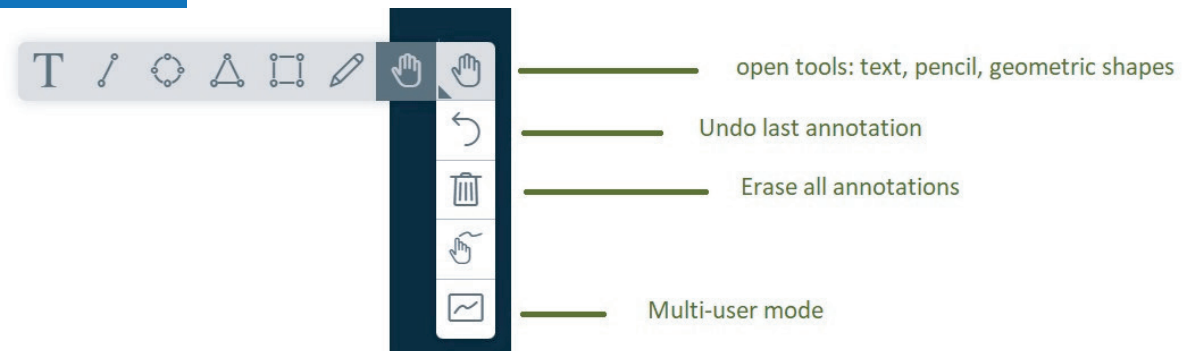 T
open tools: text, pencil, geometric shapes
Undo last annotation
Erase all annotations
Multi-user mode